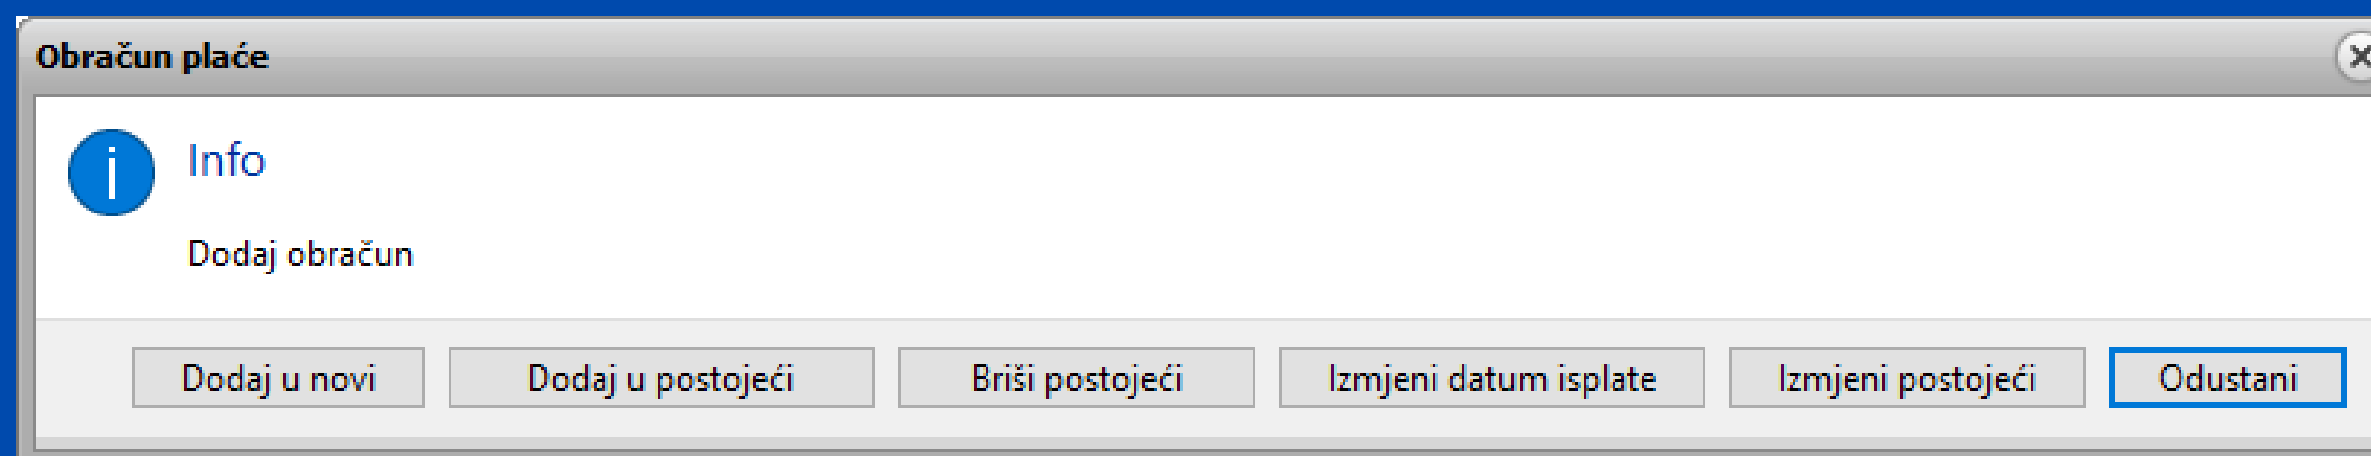 Obračun plaće
Info
Dodaj obračun
Dodaj u novi
Dodaj u postojeći
Briši postojeći
Izmjeni datum isplate
Izmjeni postojeći
Odustani